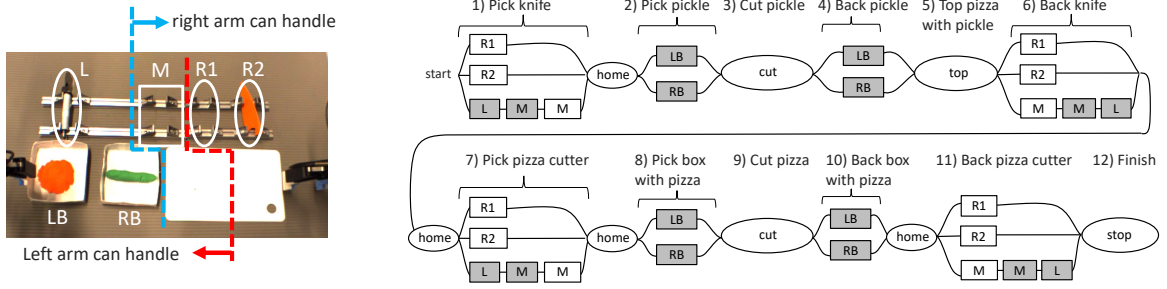 right arm can handle
L
M
R1
R2
LB
RB
Left arm can handle
1) Pick knife
2) Pick pickle
3) Cut pickle
4) Back pickle
5) Top pizza
with pickle
6) Back knife
start
R1
R2
L
M
M
home
LB
RB
cut
LB
RB
top
R1
R2
M
M
L
7) Pick pizza cutter
8) Pick box
with pizza
9) Cut pizza
10) Back box
with pizza
11) Back pizza cutter
12) Finish
home
R1
R2
L
M
M
home
LB
RB
cut
LB
RB
home
R1
R2
M
M
L
stop